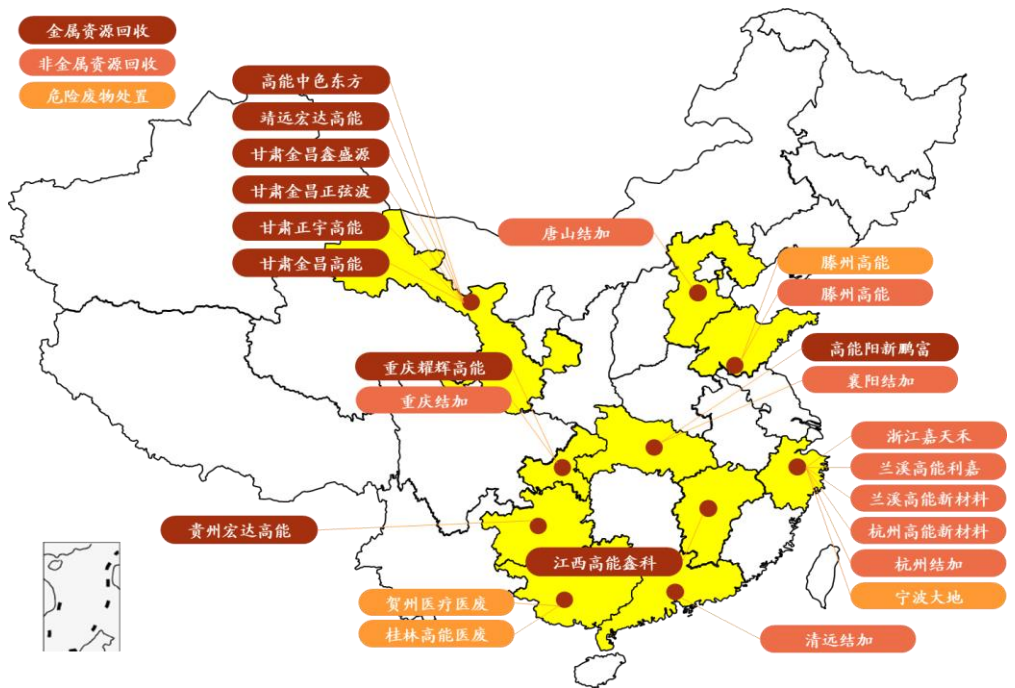 金属资源回收
非金属资源回收
危险废物处置
高能中色东方
靖远宏达高能
甘肃金昌鑫盛源
甘肃金昌正弦波
甘肃正宇高能
甘肃金昌高能
唐山结加
滕州高能
滕州高能
高能阳新鹏富
襄阳结加
重庆耀辉高能
重庆结加
浙江嘉天禾
兰溪高能利嘉
兰溪高能新材料
杭州高能新材料
杭州结加
宁波大地
贵州宏达高能
江西高能鑫科
贺州医疗医废
桂林高能医废
清远结加